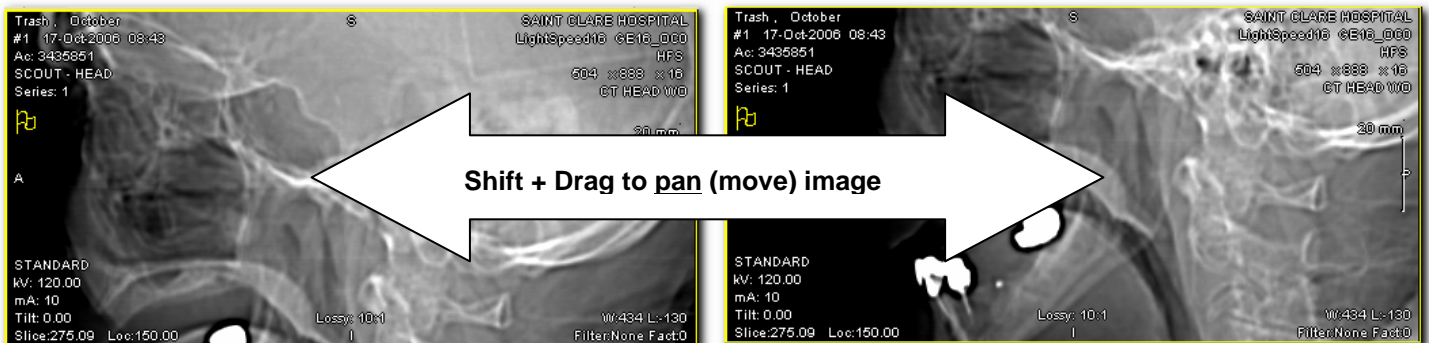 Trash , October
#1 17-Oct-2006 08:43
Ac: 3435851
SCOUT - HEAD
Series: 1
S
SAINT CLARE HOSPITAL
LightSpeed16 GE16_OC0
HFS
504 x888 x16
CT HEAD WO
20 mm
A
STANDARD
kV: 120.00
mA: 10
Tilt: 0.00
Slice:275.09 Loc:150.00
Lossy: 10:1
I
W:434 L:-130
Filter:None Fact:0
Shift + Drag to pan (move) image
Trash , October
#1 17-Oct-2006 08:43
Ac: 3435851
SCOUT - HEAD
Series: 1
S
SAINT CLARE HOSPITAL
LightSpeed16 GE16_OC0
HFS
504 x888 x16
CT HEAD WO
20 mm
P
STANDARD
kV: 120.00
mA: 10
Tilt: 0.00
Slice:275.09 Loc:150.00
Lossy: 10:1
I
W:434 L:-130
Filter:None Fact:0